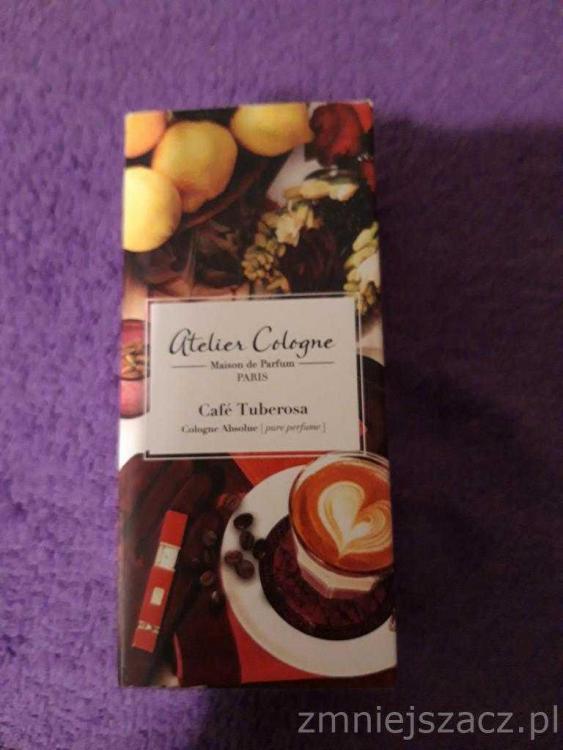 Atelier Cologne
Maison de Parfum
PARIS
Café Tuberosa
Cologne Absolue [pure perfume]
zmniejszacz.pl